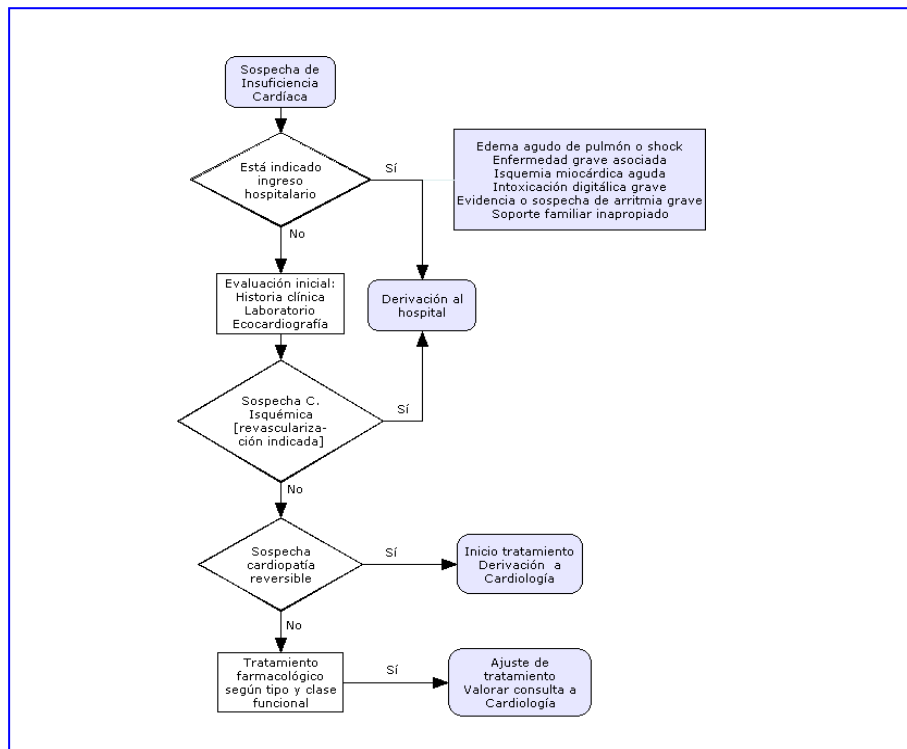 Sospecha de
Insuficiencia
Cardíaca
Está indicado
ingreso
hospitalario
Sí
Edema agudo de pulmón o shock
Enfermedad grave asociada
Isquemia miocárdica aguda
Intoxicación digitálica grave
Evidencia o sospecha de arritmia grave
Soporte familiar inapropiado
No
Evaluación inicial:
Historia clínica
Laboratorio
Ecocardiografía
Derivación al
hospital
Sospecha C.
Isquémica
[revasculariza-
ción indicada]
Sí
No
Sospecha
cardiopatía
reversible
Sí
Inicio tratamiento
Derivación a
Cardiología
No
Tratamiento
farmacológico
según tipo y clase
funcional
Sí
Ajuste de
tratamiento
Valorar consulta a
Cardiología